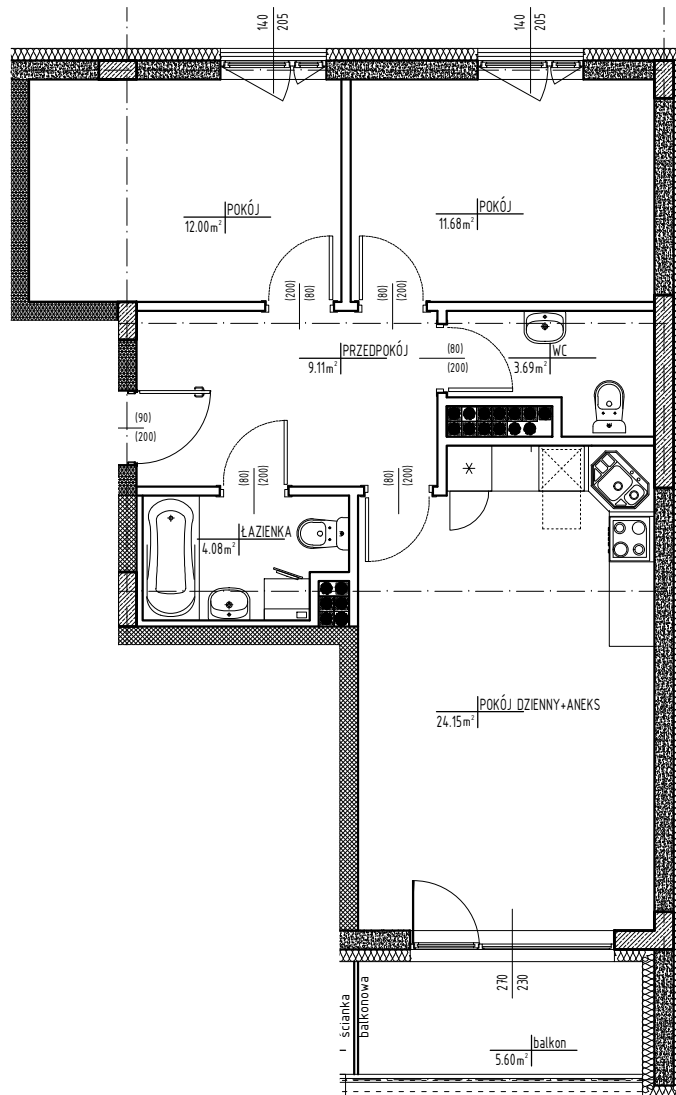 140
205
140
205
POKÓJ
12.00m²
POKÓJ
11.68m²
(200)
(80)
(80)
(200)
PRZEDPOKÓJ
9.11m²
(80)
(200)
WC
3.69m²
(90)
(200)
(80)
(200)
(80)
(200)
ŁAZIENKA
4.08m²
POKÓJ DZIENNY+ANEKS
24.15m²
270
230
ścianka
balkonowa
balkon
5.60m²